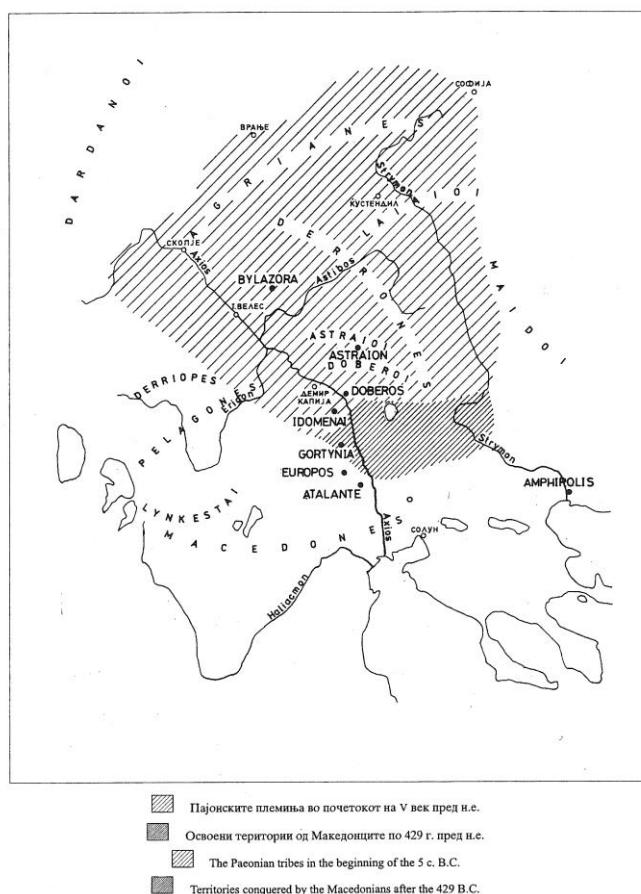 СОФИЈА
ВРАЊЕ
DARDANOI
AGRIANES
Strymon
КУСТЕНДИЛ
LAIAIOI
DERRONES
СКОПЈЕ
Axios
BYLAZORA
Astibos
Т.ВЕЛЕС
MAIDOI
ASTRAIOI
ASTRAION
DOBEROI
DERRIOPES
ДЕМИР
КАПИЈА
DOBEROS
Erigon
IDOMENAI
PELAGONES
Strymon
GORTYNIA
EUROPOS
ATALANTE
AMPHIPOLIS
LYNKESTAI
Axios
СОЛУН
MACEDONES
Haliacmon
Пајонските племиња во почетокот на V век пред н.е.
Освоени територии од Македонците по 429 г. пред н.е.
The Paeonian tribes in the beginning of the 5 c. B.C.
Territories conquered by the Macedonians after the 429 B.C.